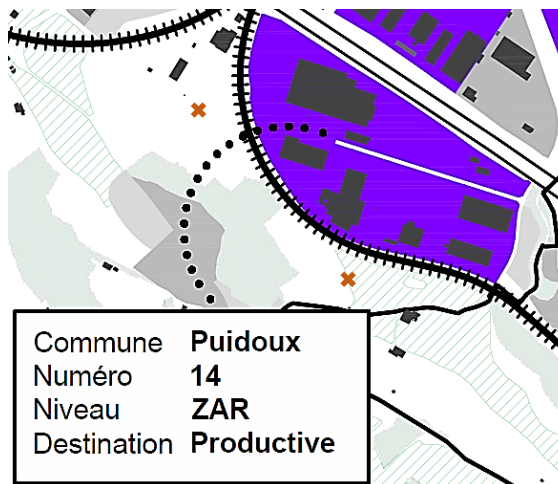 Commune Puidoux
Numéro 14
Niveau ZAR
Destination Productive